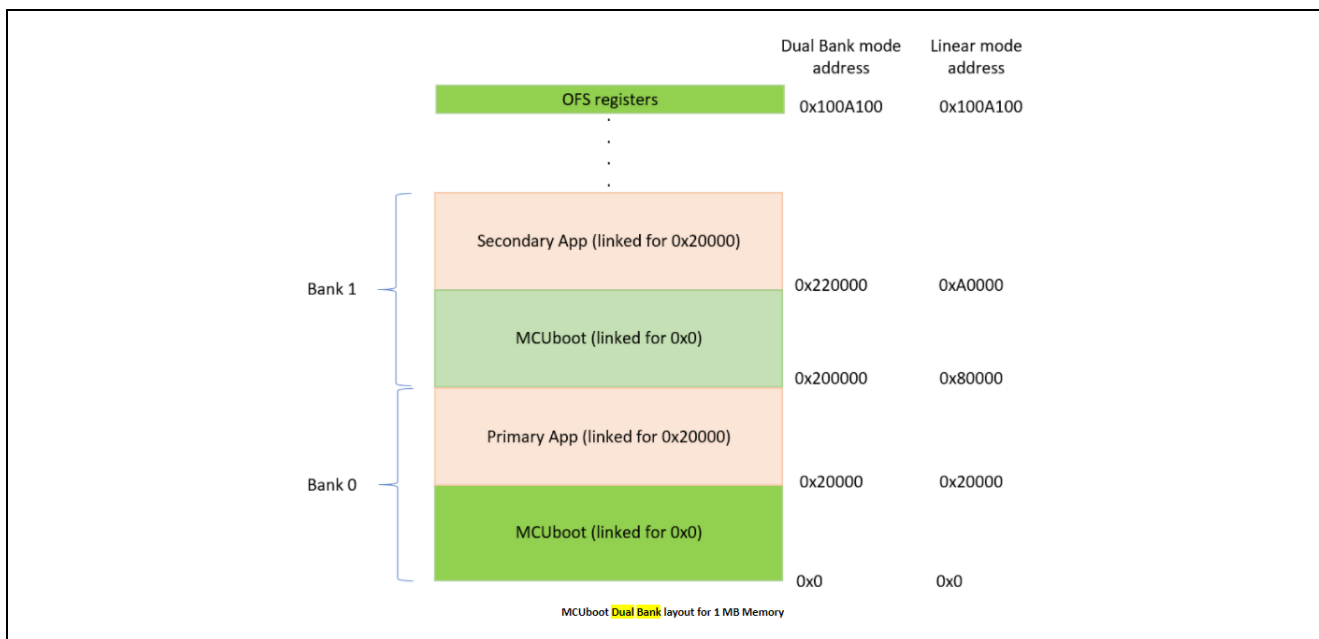 Dual Bank mode
address
Linear mode
address
OFS registers
0x100A100
0x100A100
Secondary App (linked for 0x20000)
Bank 1
0x220000
0xA0000
MCUboot (linked for 0x0)
0x200000
0x80000
Primary App (linked for 0x20000)
Bank 0
0x20000
0x20000
MCUboot (linked for 0x0)
0x0
0x0
MCUboot Dual Bank layout for 1 MB Memory